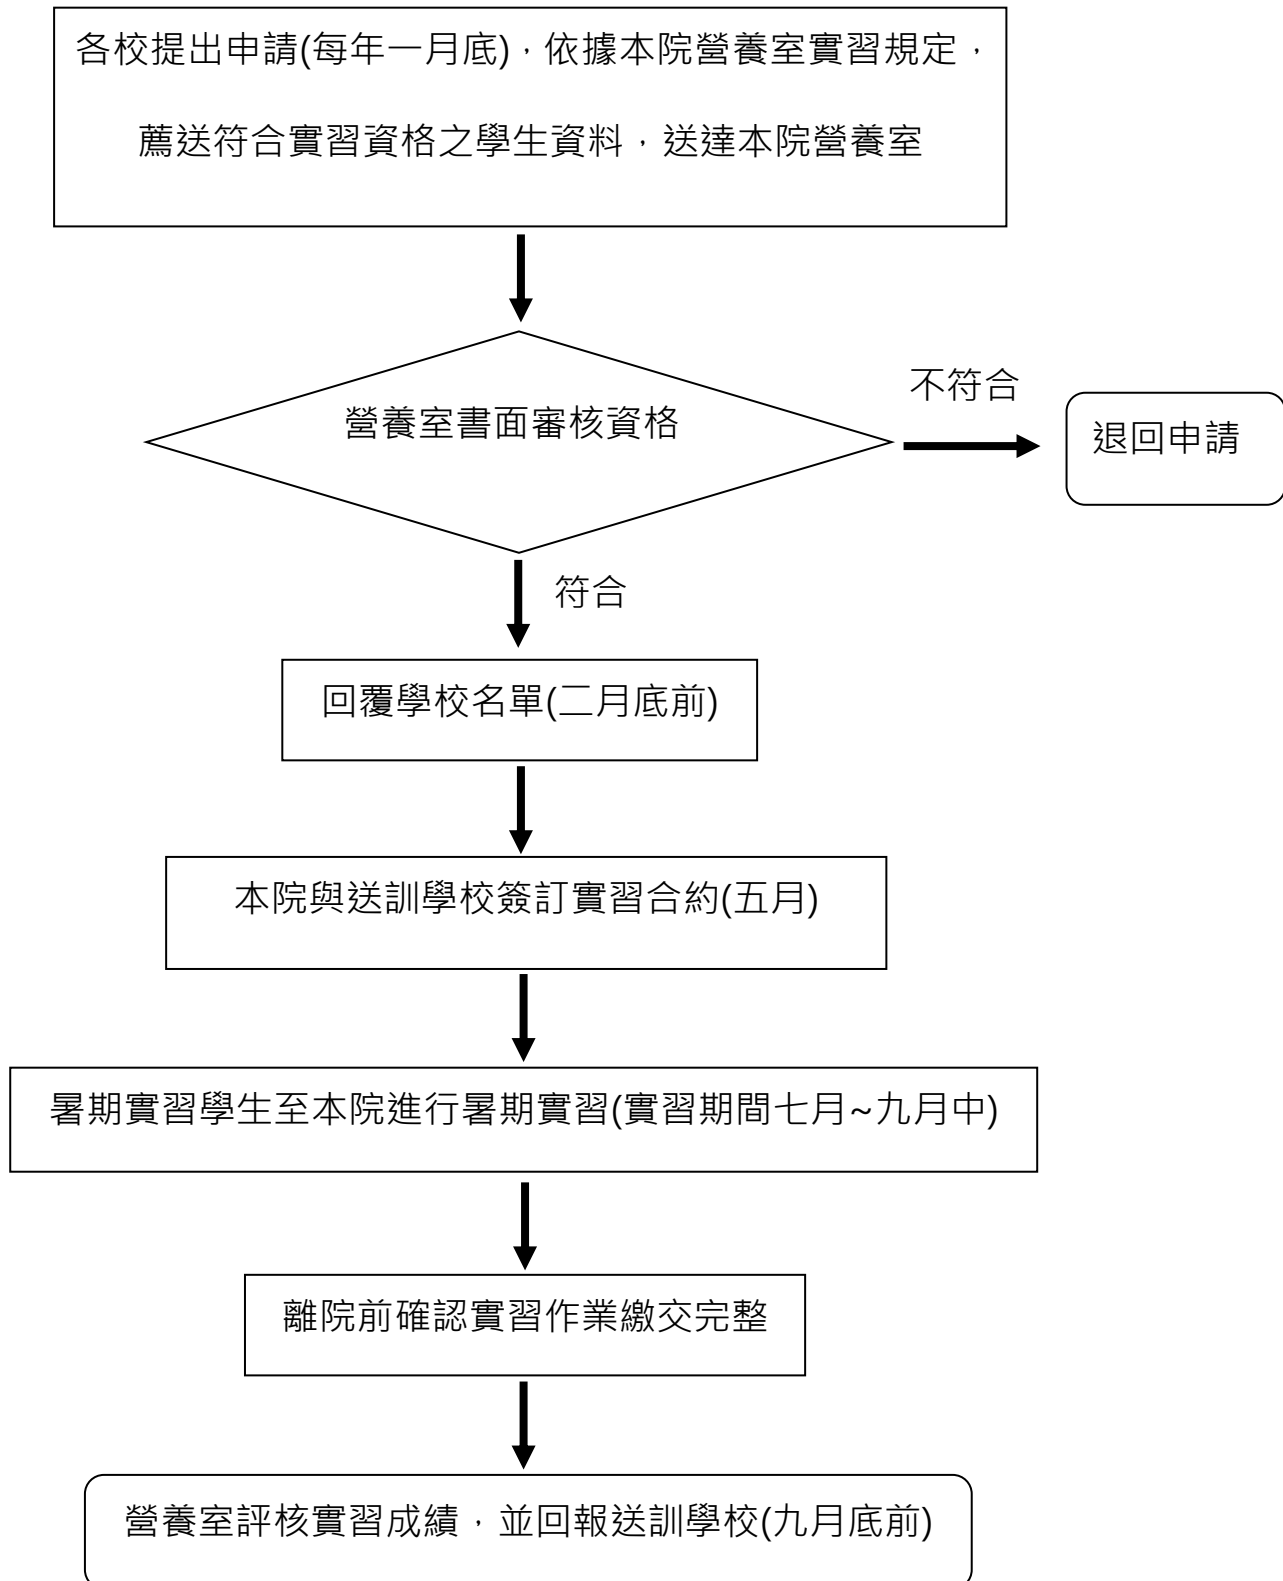 各校提出申請(每年一月底)，依據本院營養室實習規定，
薦送符合實習資格之學生資料，送達本院營養室
營養室書面審核資格
不符合
退回申請
符合
回覆學校名單(二月底前)
本院與送訓學校簽訂實習合約(五月)
暑期實習學生至本院進行暑期實習(實習期間七月~九月中)
離院前確認實習作業繳交完整
營養室評核實習成績，並回報送訓學校(九月底前)